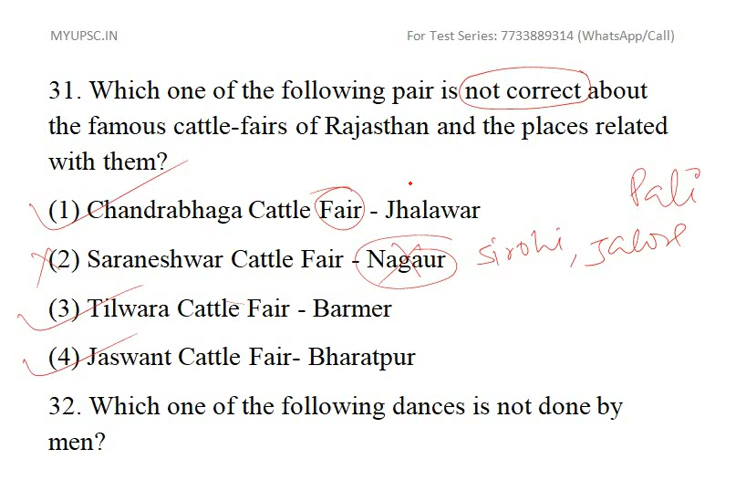 MYUPSC.IN For Test Series: 7733889314 (WhatsApp/Call)
31. Which one of the following pair is not correct about
the famous cattle-fairs of Rajasthan and the places related
with them?
Pali
(1) Chandrabhaga Cattle Fair - Jhalawar
(2) Saraneshwar Cattle Fair - Nagaur Sirohi, Jalore
(3) Tilwara Cattle Fair - Barmer
(4) Jaswant Cattle Fair- Bharatpur
32. Which one of the following dances is not done by
men?